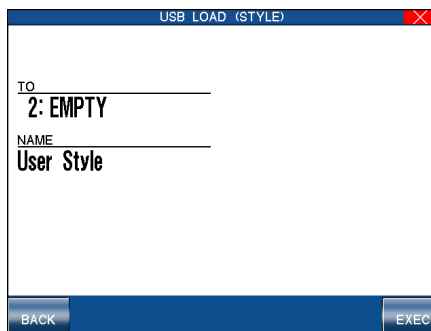 USB LOAD (STYLE)
TO
2: EMPTY
NAME
User Style
BACK
EXEC